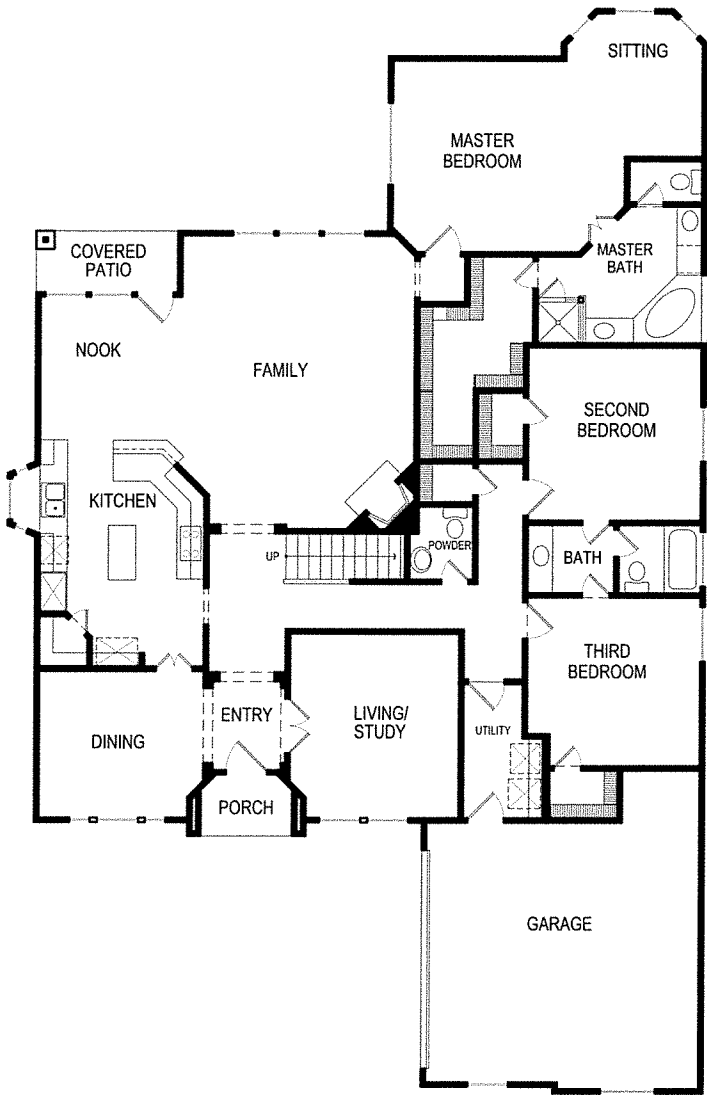 SITTING
MASTER
BEDROOM
COVERED
PATIO
MASTER
BATH
NOOK
FAMILY
SECOND
BEDROOM
KITCHEN
POWDER
UP
BATH
THIRD
BEDROOM
ENTRY
LIVING/
STUDY
UTILITY
DINING
PORCH
GARAGE